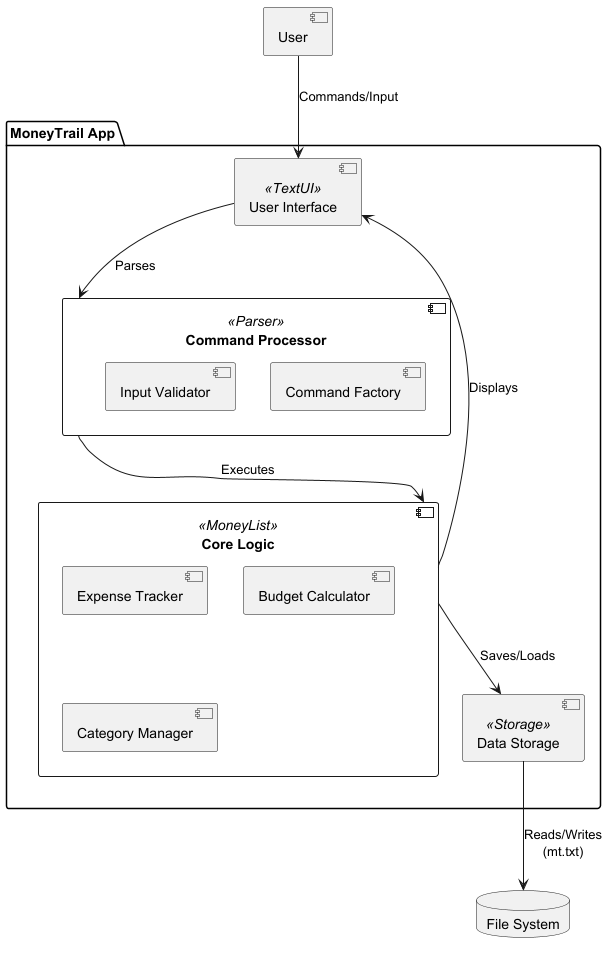 User
Commands/Input
MoneyTrail App
«TextUI»
User Interface
Parses
«Parser»
Command Processor
Input Validator
Command Factory
Displays
Executes
«MoneyList»
Core Logic
Expense Tracker
Budget Calculator
Saves/Loads
Category Manager
«Storage»
Data Storage
Reads/Writes
(mt.txt)
File System